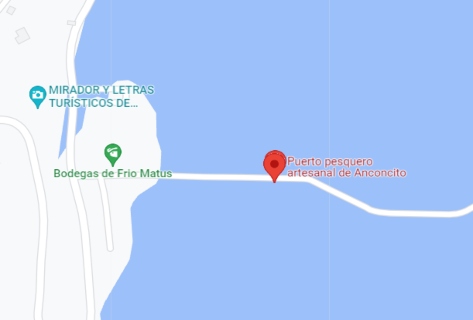 MIRADOR Y LETRAS
TURÍSTICOS DE...
Bodegas de Frio Matus
Puerto pesquero
artesanal de Anconcito